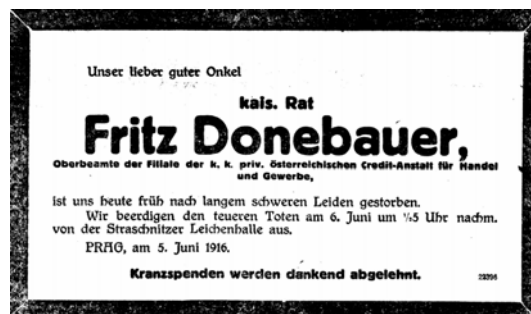 Unser lieber guter Onkel
kais. Rat
Fritz Donebauer,
Oberbeamte der Filiale der k. k. priv. österreichischen Credit-Anstalt für Handel
und Gewerbe,
ist uns heute früh nach langem schweren Leiden gestorben.
Wir beerdigen den teueren Toten am 6. Juni um ½5 Uhr nachm.
von der Straschnitzer Leichenhalle aus.
PRAG, am 5. Juni 1916.
Kranzspenden werden dankend abgelehnt.